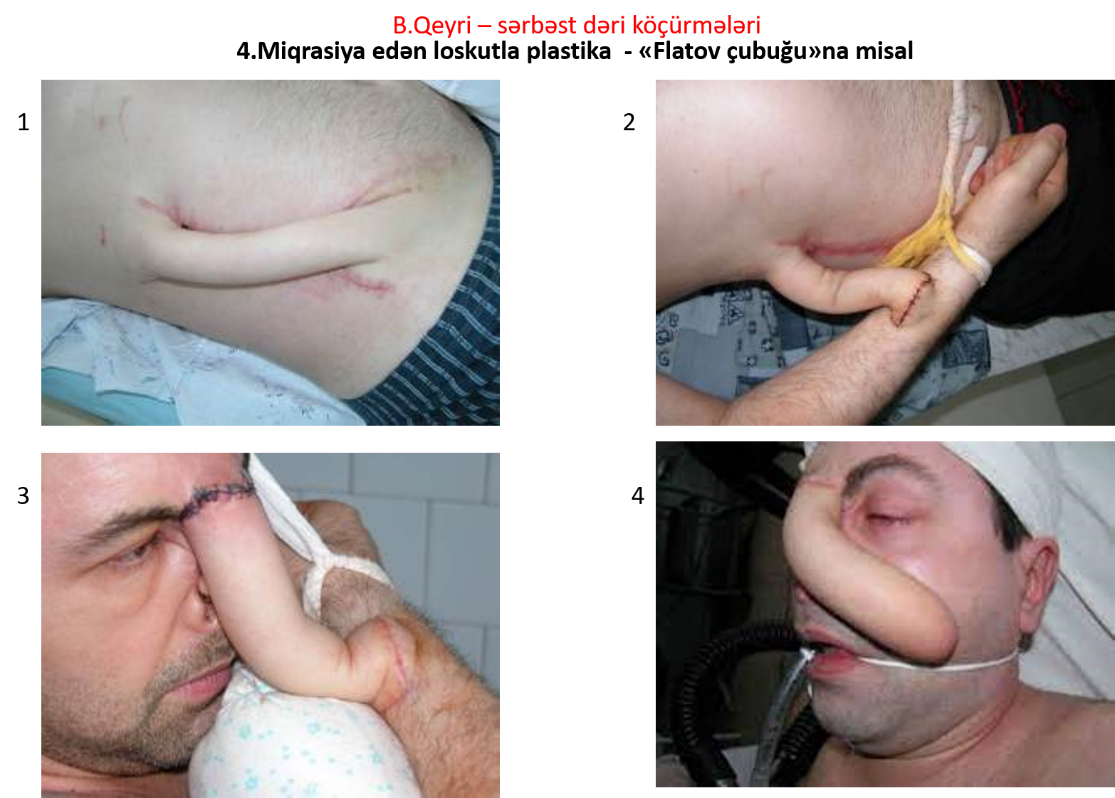 B.Qeyri – sərbəst dəri köçürmələri
4.Miqrasiya edən loskutla plastika - «Flatov çubuğu»na misal
1
2
3
4